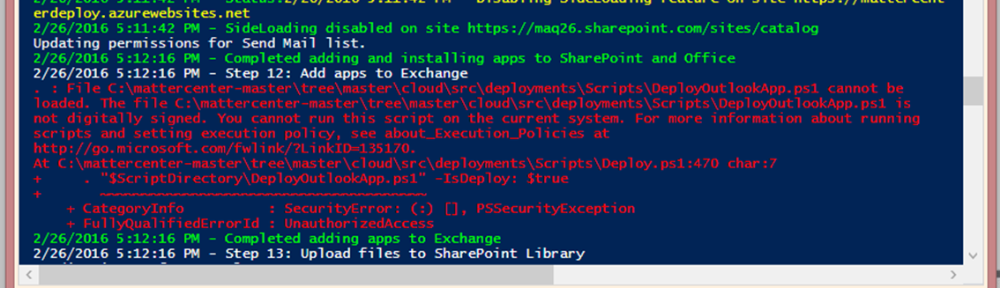 erdeploy.azurewebsites.net
2/26/2016 5:11:42 PM - SideLoading disabled on site https://maq26.sharepoint.com/sites/catalog
Updating permissions for Send Mail list.
2/26/2016 5:12:16 PM - Completed adding and installing apps to SharePoint and Office
2/26/2016 5:12:16 PM - Step 12: Add apps to Exchange
. : File C:\mattercenter-master\tree\master\cloud\src\deployments\Scripts\DeployOutlookApp.ps1 cannot be
loaded. The file C:\mattercenter-master\tree\master\cloud\src\deployments\Scripts\DeployOutlookApp.ps1 is
not digitally signed. You cannot run this script on the current system. For more information about running
scripts and setting execution policy, see about_Execution_Policies at
http://go.microsoft.com/fwlink/?LinkID=135170.
At C:\mattercenter-master\tree\master\cloud\src\deployments\Scripts\Deploy.ps1:470 char:7
+     . "$ScriptDirectory\DeployOutlookApp.ps1" -IsDeploy: $true
+       ~~~~~~~~~~~~~~~~~~~~~~~~~~~~~~~~~~~~~~~
    + CategoryInfo          : SecurityError: (:) [], PSSecurityException
    + FullyQualifiedErrorId : UnauthorizedAccess
2/26/2016 5:12:16 PM - Completed adding apps to Exchange
2/26/2016 5:12:16 PM - Step 13: Upload files to SharePoint Library